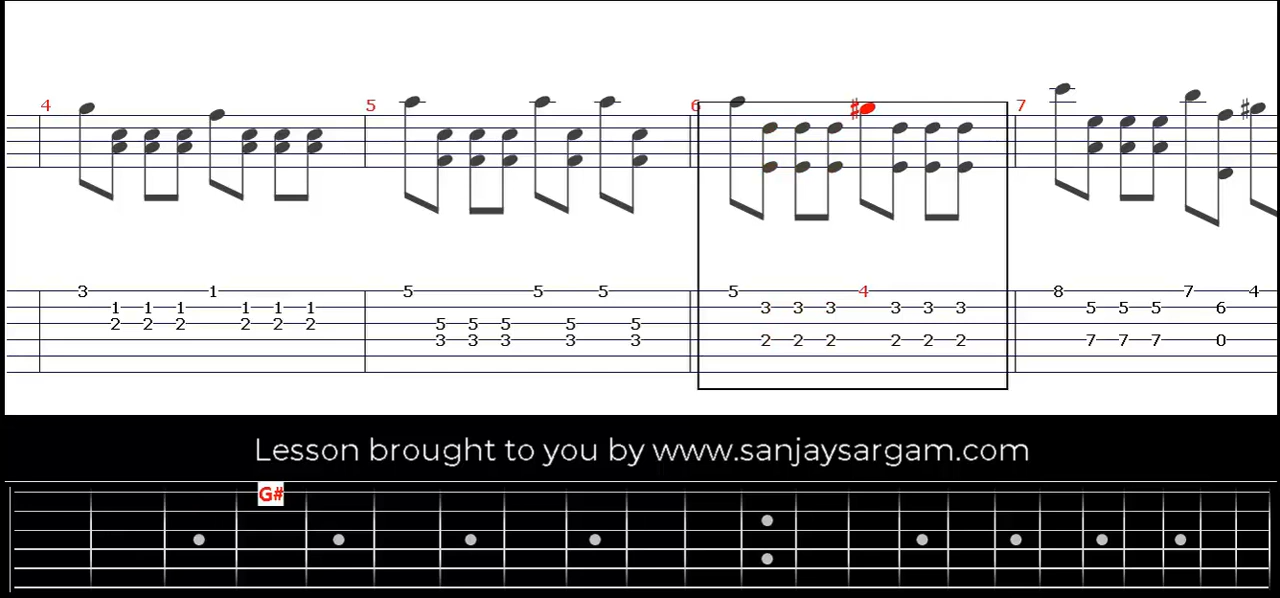 4 5 6 7
♯ ♯
3 1 5 5 5 5 4 8 7 4
1 1 1 1 1 1 3 3 3 3 3 3 5 5 5 6
2 2 2 2 2 2 5 5 5 5 5
3 3 3 3 3 2 2 2 2 2 2 7 7 7 0
Lesson brought to you by www.sanjaysargam.com
G#